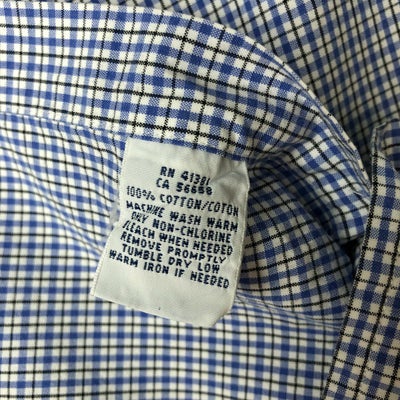 RN 41381
CA 56658
100% COTTON/COTON
MACHINE WASH WARM
ONLY NON-CHLORINE
BLEACH WHEN NEEDED
REMOVE PROMPTLY
TUMBLE DRY LOW
WARM IRON IF NEEDED